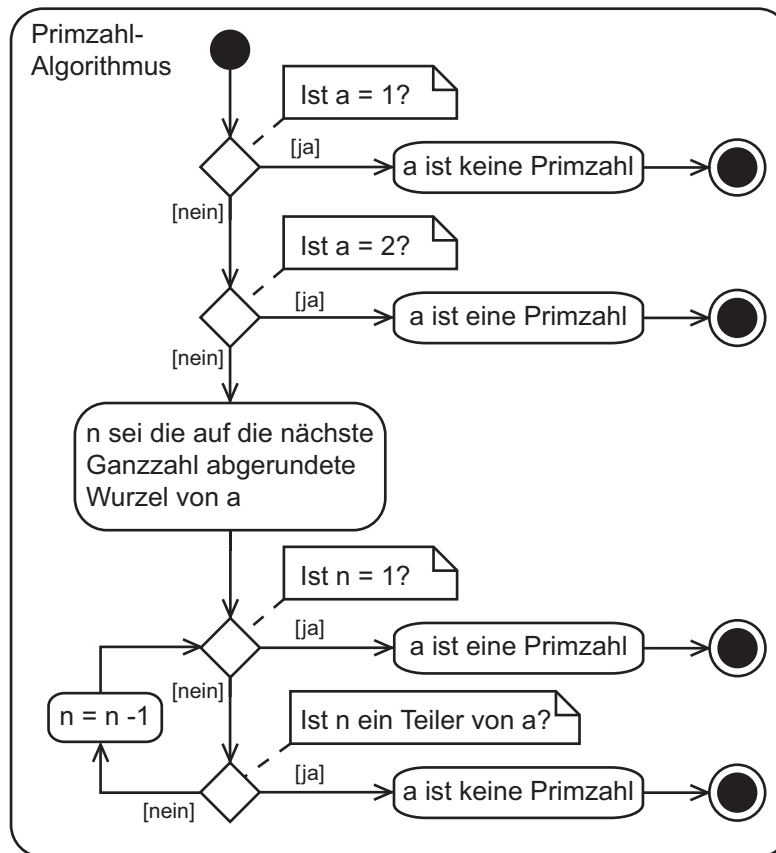 Primzahl-
Algorithmus
Ist a = 1?
[ja]
a ist keine Primzahl
[nein]
Ist a = 2?
[ja]
a ist eine Primzahl
[nein]
n sei die auf die nächste
Ganzzahl abgerundete
Wurzel von a
Ist n = 1?
[ja]
a ist eine Primzahl
[nein]
n = n -1
Ist n ein Teiler von a?
[ja]
a ist keine Primzahl
[nein]